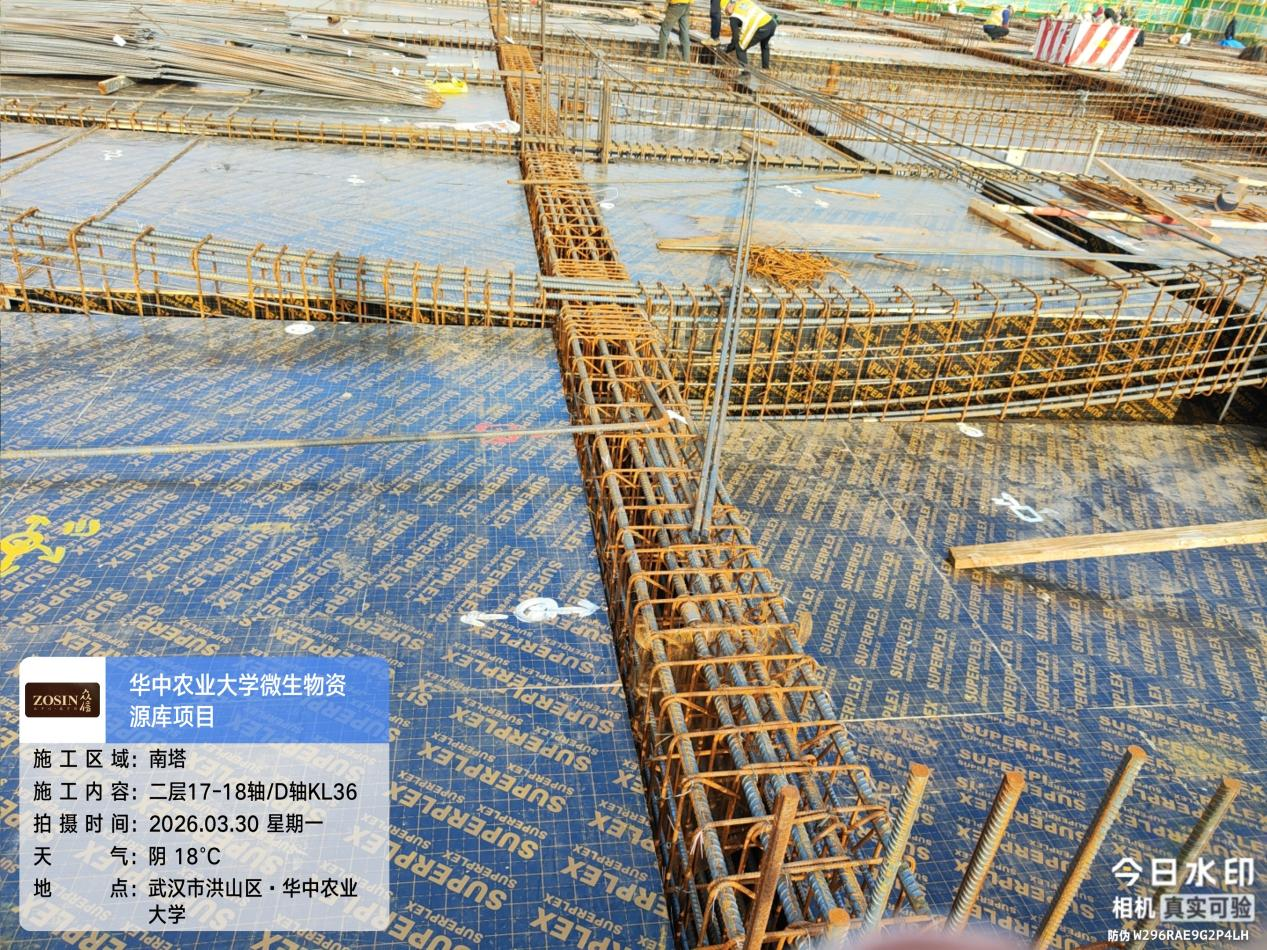 SUPERPLEX
ZOSIN 众信
华中农业大学微生物资
源库项目
施工区域：南塔
施工内容：二层17-18轴/D轴KL36
拍摄时间：2026.03.30 星期一
天气：阴 18°C
地点：武汉市洪山区·华中农业
大学
今日水印
相机 真实可验
防伪 W296RAE9G2P4LH